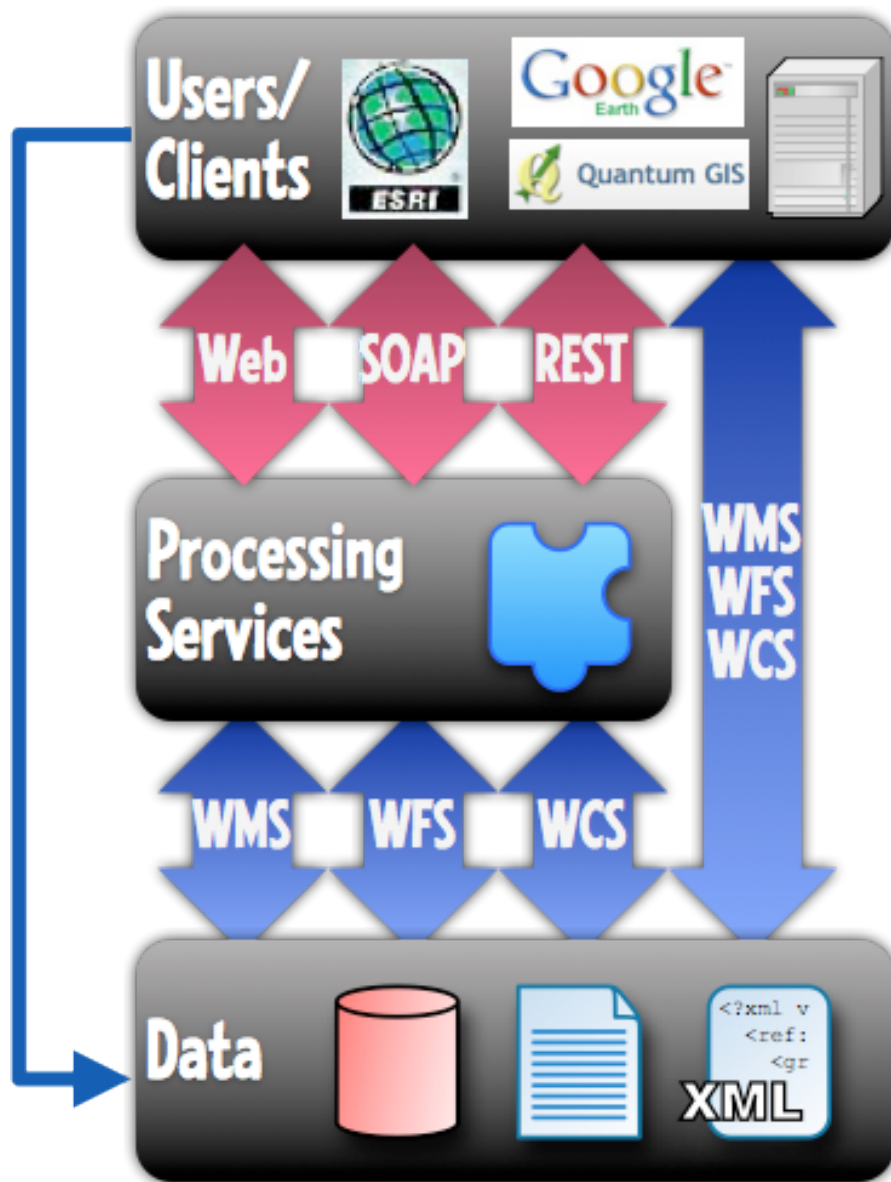 Users/
Clients
ESRI
Google™
Earth
Quantum GIS
Web
SOAP
REST
Processing
Services
WMS
WFS
WCS
WMS
WFS
WCS
Data
<?xml v
<ref:
<gr
XML